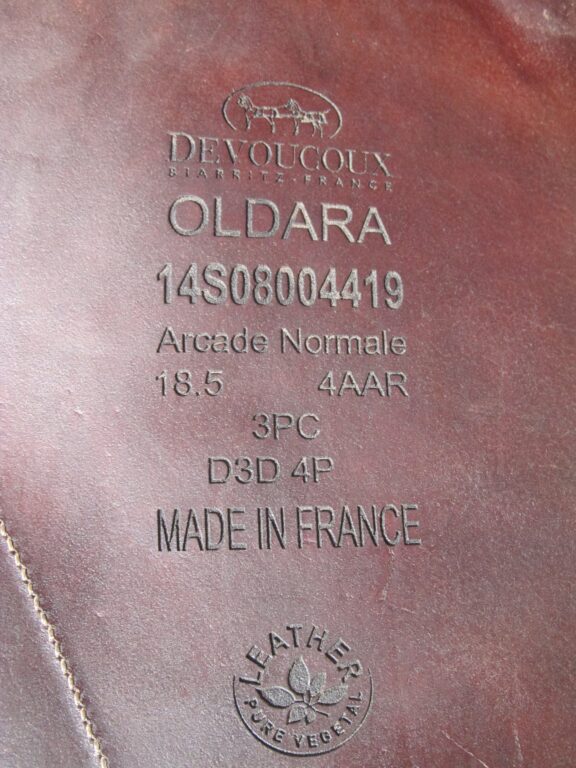 DEVOUCOUX
BIARRITZ-FRANCE
OLDARA
14S08004419
Arcade Normale
18.5 4AAR
3PC
D3D 4P
MADE IN FRANCE
LEATHER
PURE VEGETAL